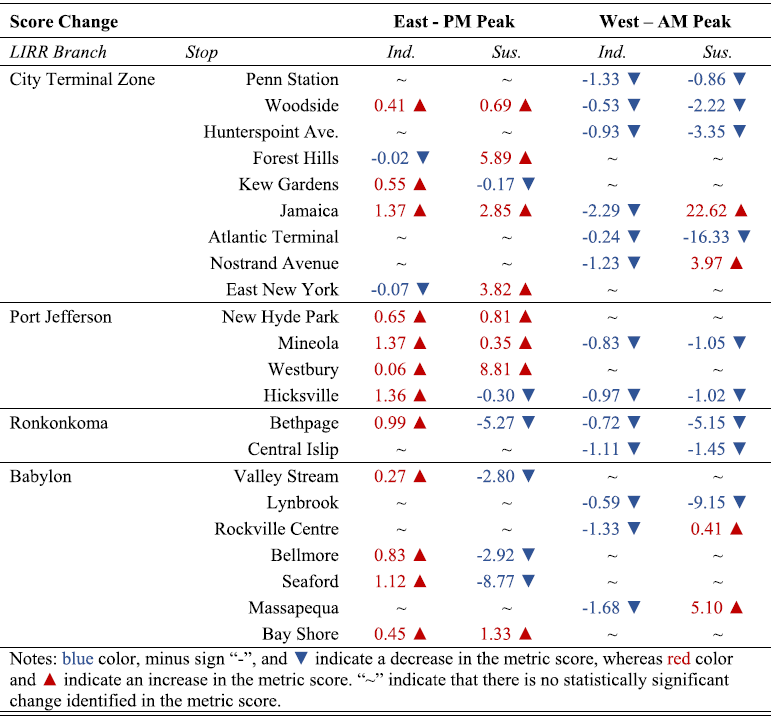 Score Change East - PM Peak West – AM Peak
LIRR Branch Stop Ind. Sus. Ind. Sus.
City Terminal Zone Penn Station ~ ~ -1.33 ▼ -0.86 ▼
Woodside 0.41 ▲ 0.69 ▲ -0.53 ▼ -2.22 ▼
Hunterspoint Ave. ~ ~ -0.93 ▼ -3.35 ▼
Forest Hills -0.02 ▼ 5.89 ▲ ~ ~
Kew Gardens 0.55 ▲ -0.17 ▼ ~ ~
Jamaica 1.37 ▲ 2.85 ▲ -2.29 ▼ 22.62 ▲
Atlantic Terminal ~ ~ -0.24 ▼ -16.33 ▼
Nostrand Avenue ~ ~ -1.23 ▼ 3.97 ▲
East New York -0.07 ▼ 3.82 ▲ ~ ~
Port Jefferson New Hyde Park 0.65 ▲ 0.81 ▲ ~ ~
Mineola 1.37 ▲ 0.35 ▲ -0.83 ▼ -1.05 ▼
Westbury 0.06 ▲ 8.81 ▲ ~ ~
Hicksville 1.36 ▲ -0.30 ▼ -0.97 ▼ -1.02 ▼
Ronkonkoma Bethpage 0.99 ▲ -5.27 ▼ -0.72 ▼ -5.15 ▼
Central Islip ~ ~ -1.11 ▼ -1.45 ▼
Babylon Valley Stream 0.27 ▲ -2.80 ▼ ~ ~
Lynbrook ~ ~ -0.59 ▼ -9.15 ▼
Rockville Centre ~ ~ -1.33 ▼ 0.41 ▲
Bellmore 0.83 ▲ -2.92 ▼ ~ ~
Seaford 1.12 ▲ -8.77 ▼ ~ ~
Massapequa ~ ~ -1.68 ▼ 5.10 ▲
Bay Shore 0.45 ▲ 1.33 ▲ ~ ~
Notes: blue color, minus sign “-”, and ▼ indicate a decrease in the metric score, whereas red color
and ▲ indicate an increase in the metric score. “~” indicate that there is no statistically significant
change identified in the metric score.